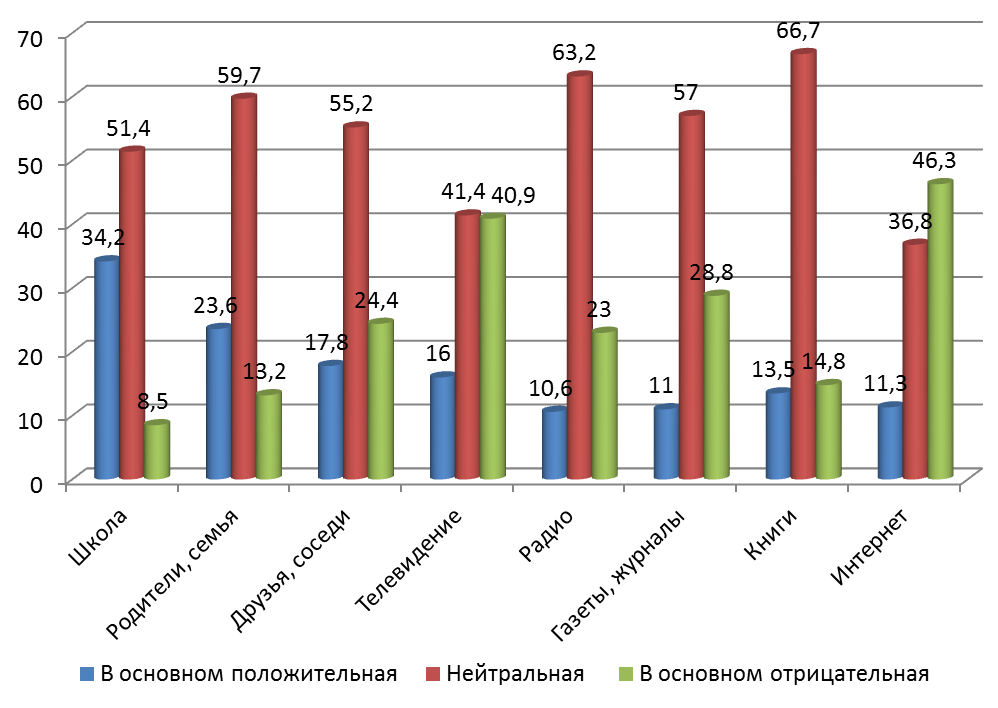 70
60
50
40
30
20
10
0
34,2
51,4
8,5
23,6
59,7
13,2
17,8
55,2
24,4
16
41,4
40,9
10,6
63,2
23
11
57
28,8
13,5
66,7
14,8
11,3
36,8
46,3
Школа
Родители, семья
Друзья, соседи
Телевидение
Радио
Газеты, журналы
Книги
Интернет
В основном положительная
Нейтральная
В основном отрицательная